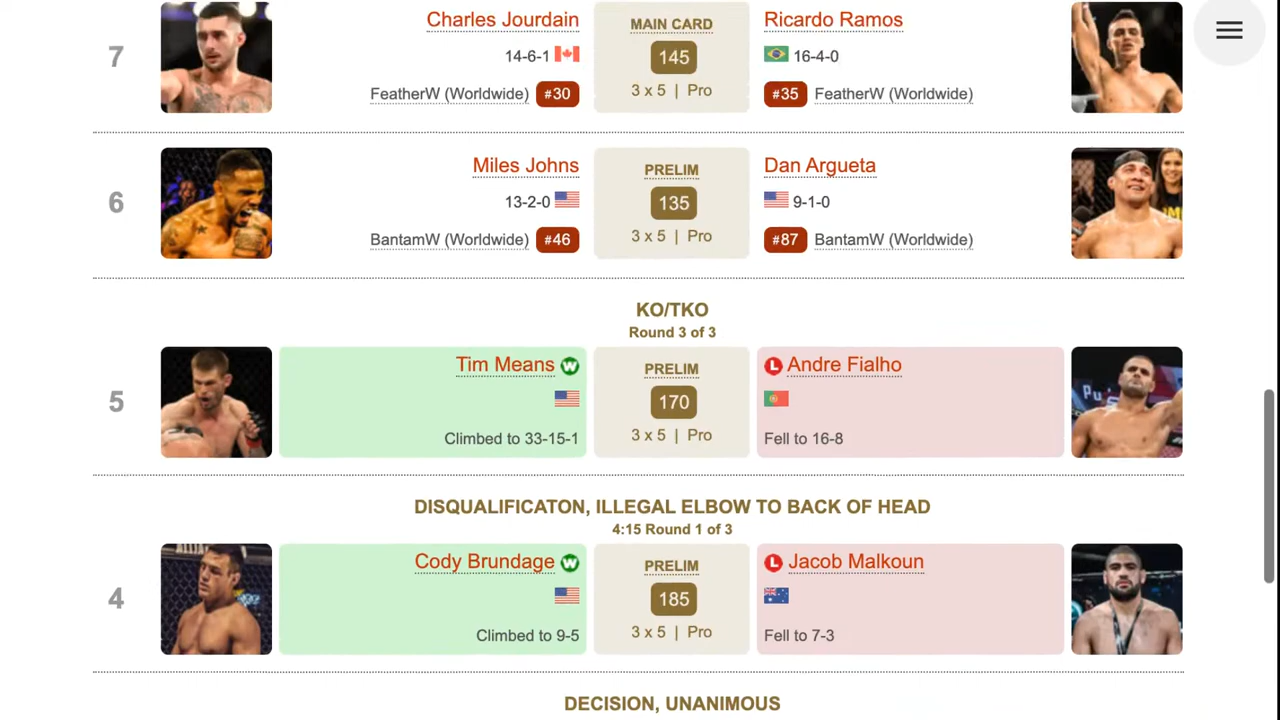 Charles Jourdain MAIN CARD Ricardo Ramos
7 14-6-1 145 16-4-0
FeatherW (Worldwide) #30 3 x 5 | Pro #35 FeatherW (Worldwide)
Miles Johns PRELIM Dan Argueta
6 13-2-0 135 9-1-0
BantamW (Worldwide) #46 3 x 5 | Pro #87 BantamW (Worldwide)
KO/TKO
Round 3 of 3
Tim Means W PRELIM L Andre Fialho
5 170
Climbed to 33-15-1 3 x 5 | Pro Fell to 16-8
DISQUALIFICATON, ILLEGAL ELBOW TO BACK OF HEAD
4:15 Round 1 of 3
Cody Brundage W PRELIM L Jacob Malkoun
4 185
Climbed to 9-5 3 x 5 | Pro Fell to 7-3
DECISION, UNANIMOUS